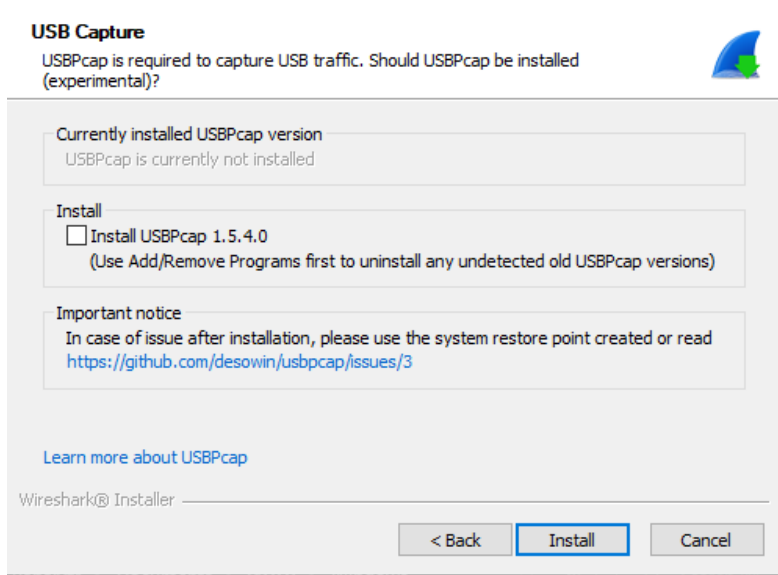 USB Capture
USBPcap is required to capture USB traffic. Should USBPcap be installed
(experimental)?
Currently installed USBPcap version
USBPcap is currently not installed
Install
Install USBPcap 1.5.4.0
(Use Add/Remove Programs first to uninstall any undetected old USBPcap versions)
Important notice
In case of issue after installation, please use the system restore point created or read
https://github.com/desowin/usbpcap/issues/3
Learn more about USBPcap
Wireshark® Installer
< Back Install Cancel